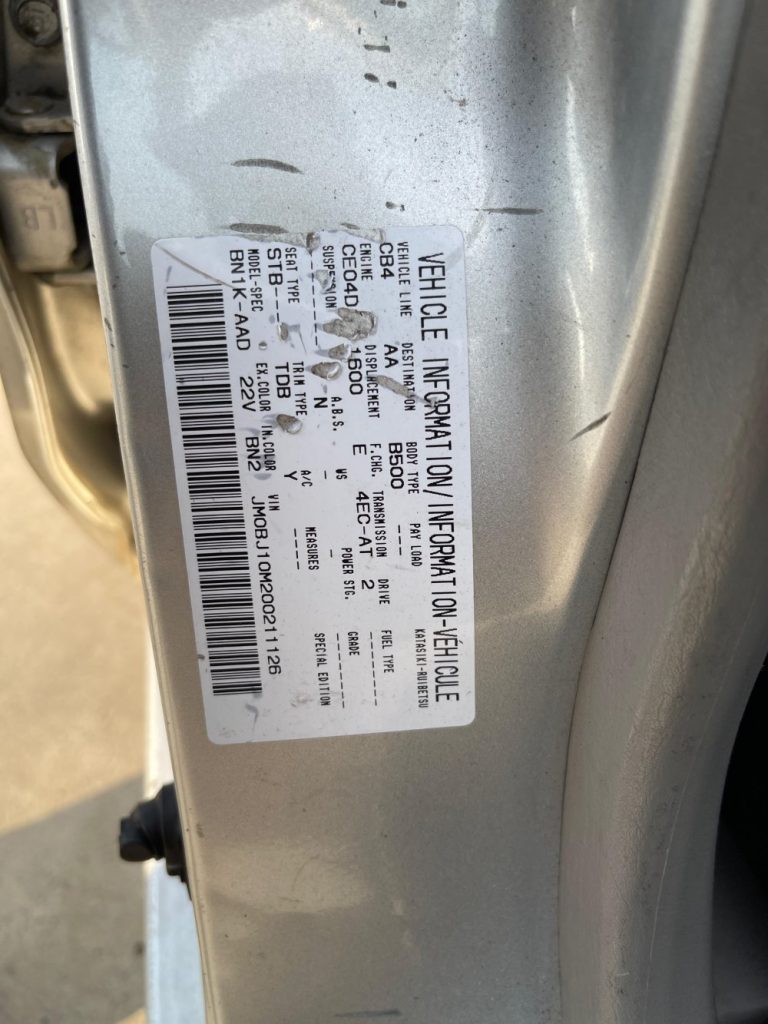 VEHICLE INFORMATION/INFORMATION-VÉHICULE
VEHICLE LINE DESTINATION BODY TYPE PAY LOAD KATASIKI-RUIBETSU
CB4 AA B500 ---
ENGINE DISPLACEMENT F.CHG. TRANSMISSION DRIVE FUEL TYPE
CE04D 1600 E 4EC-AT 2 --------
SUSPENSION A.B.S. WS POWER STG. GRADE
N - - --------
SEAT TYPE TRIM TYPE A/C MEASURES SPECIAL EDITION
STB--- TDB Y ----
MODEL-SPEC EX.COLOR IN.COLOR VIN
BN1K-AAD 22V BN2 JM0BJ10M200211126
LB